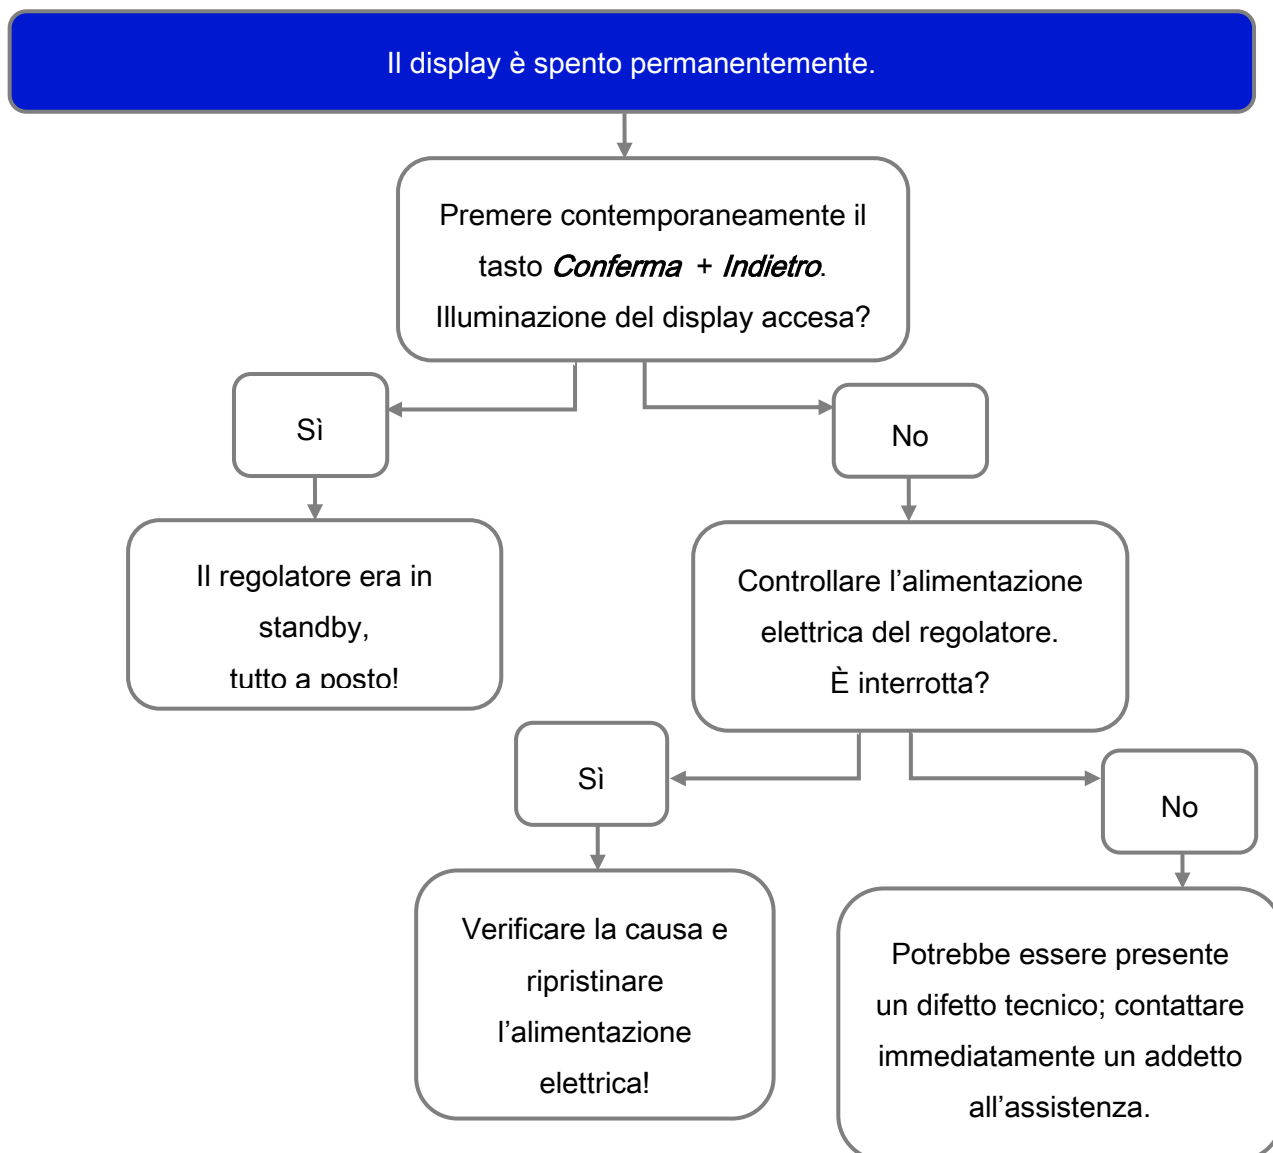 Il display è spento permanentemente.
Premere contemporaneamente il
tasto Conferma + Indietro.
Illuminazione del display accesa?
Sì
No
Il regolatore era in
standby,
tutto a posto!
Controllare l’alimentazione
elettrica del regolatore.
È interrotta?
Sì
No
Verificare la causa e
ripristinare
l’alimentazione
elettrica!
Potrebbe essere presente
un difetto tecnico; contattare
immediatamente un addetto
all’assistenza.